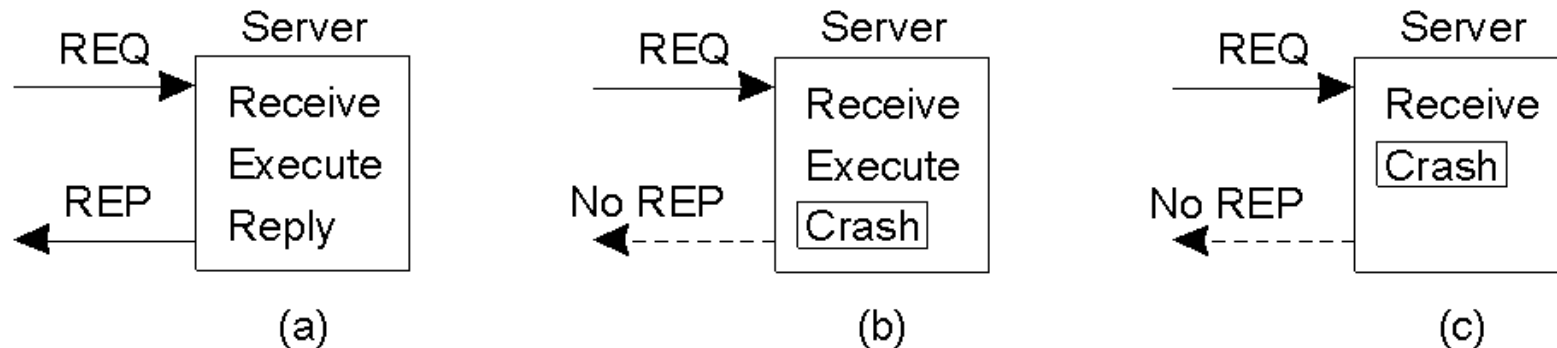 Server
REQ
Receive
Execute
REP
Reply
(a)
Server
REQ
Receive
Execute
No REP
Crash
(b)
Server
REQ
Receive
Crash
No REP
(c)